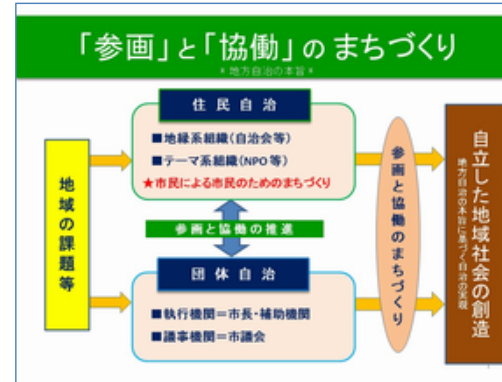 「参画」と「協働」のまちづくり
*地方自治の本旨*
地域の課題等
住民自治
■地縁系組織(自治会等)
■テーマ系組織(NPO等)
★市民による市民のためのまちづくり
参画と協働の推進
団体自治
■執行機関=市長・補助機関
■議事機関=市議会
参画と協働のまちづくり
自立した地域社会の創造
地方自治の本旨に基づく自治の実現